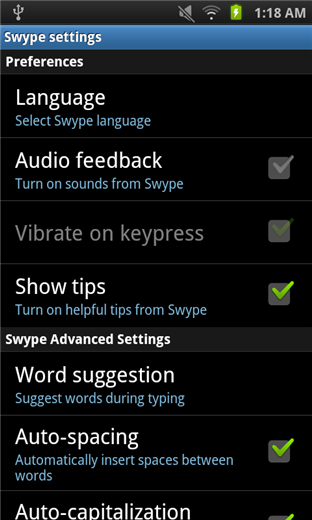 1:18 AM
Swype settings
Preferences
Language
Select Swype language
Audio feedback
Turn on sounds from Swype
Vibrate on keypress
Show tips
Turn on helpful tips from Swype
Swype Advanced Settings
Word suggestion
Suggest words during typing
Auto-spacing
Automatically insert spaces between
words
Auto-capitalization